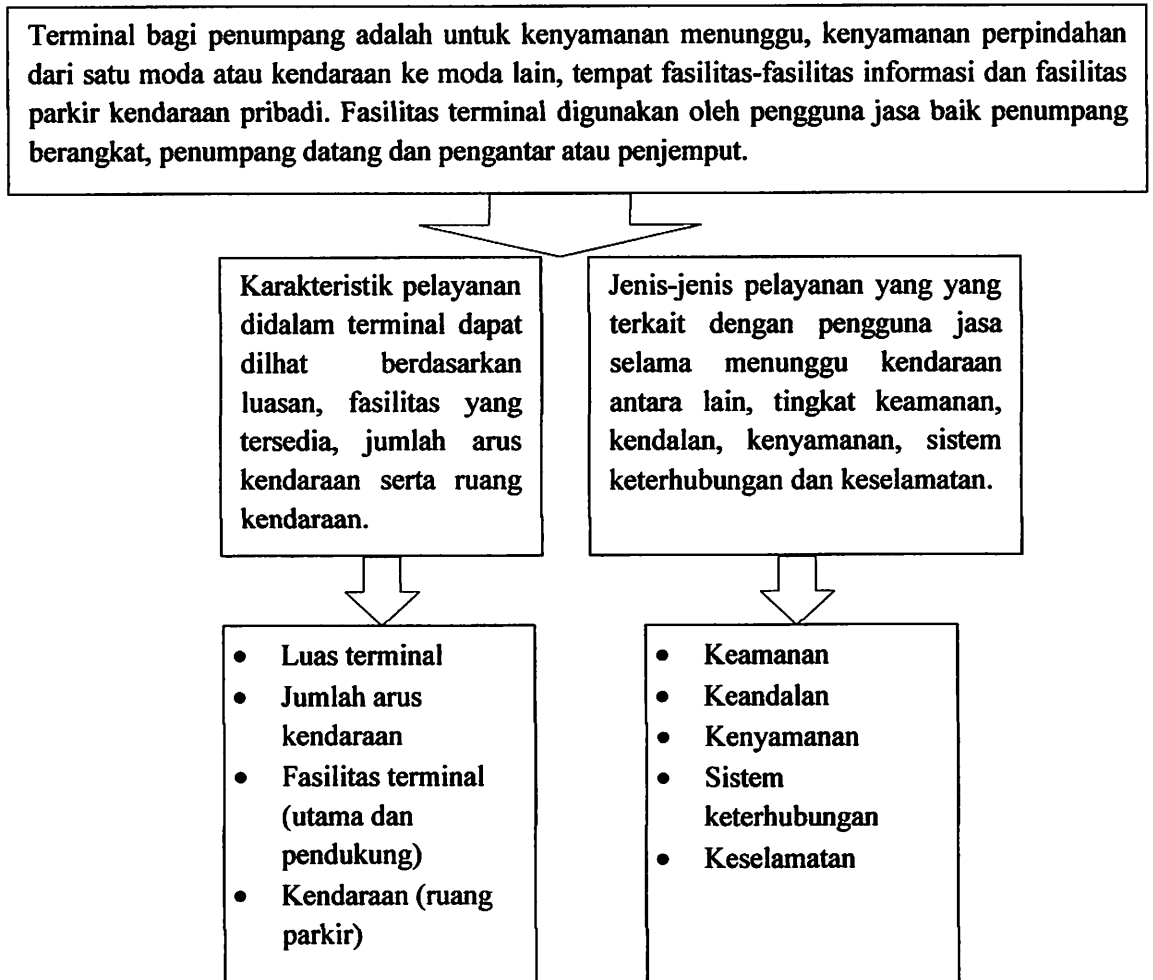 Terminal bagi penumpang adalah untuk kenyamanan menunggu, kenyamanan perpindahan
dari satu moda atau kendaraan ke moda lain, tempat fasilitas-fasilitas informasi dan fasilitas
parkir kendaraan pribadi. Fasilitas terminal digunakan oleh pengguna jasa baik penumpang
berangkat, penumpang datang dan pengantar atau penjemput.
Karakteristik pelayanan
didalam terminal dapat
dilhat berdasarkan
luasan, fasilitas yang
tersedia, jumlah arus
kendaraan serta ruang
kendaraan.
Jenis-jenis pelayanan yang yang
terkait dengan pengguna jasa
selama menunggu kendaraan
antara lain, tingkat keamanan,
kendalan, kenyamanan, sistem
keterhubungan dan keselamatan.
• Luas terminal
• Jumlah arus
kendaraan
• Fasilitas terminal
(utama dan
pendukung)
• Kendaraan (ruang
parkir)
• Keamanan
• Keandalan
• Kenyamanan
• Sistem
keterhubungan
• Keselamatan